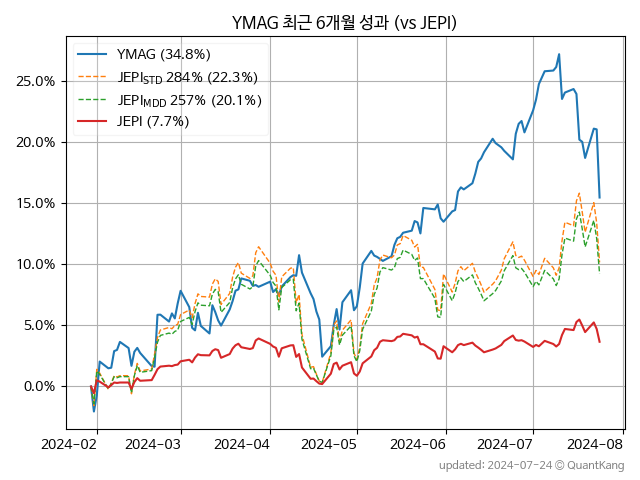 YMAG 최근 6개월 성과 (vs JEPI)
YMAG (34.8%)
JEPI_STD 284% (22.3%)
JEPI_MDD 257% (20.1%)
JEPI (7.7%)
25.0%
20.0%
15.0%
10.0%
5.0%
0.0%
2024-02 2024-03 2024-04 2024-05 2024-06 2024-07 2024-08
updated: 2024-07-24 © QuantKang